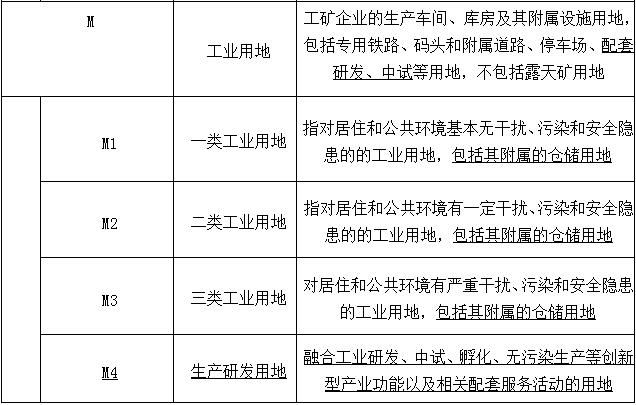 M
工业用地
工矿企业的生产车间、库房及其附属设施用地，
包括专用铁路、码头和附属道路、停车场、配套
研发、中试等用地，不包括露天矿用地
M1
一类工业用地
指对居住和公共环境基本无干扰、污染和安全隐
患的的工业用地，包括其附属的仓储用地
M2
二类工业用地
指对居住和公共环境有一定干扰、污染和安全隐
患的的工业用地，包括其附属的仓储用地
M3
三类工业用地
对居住和公共环境有严重干扰、污染和安全隐患
的工业用地，包括其附属的仓储用地
M4
生产研发用地
融合工业研发、中试、孵化、无污染生产等创新
型产业功能以及相关配套服务活动的用地